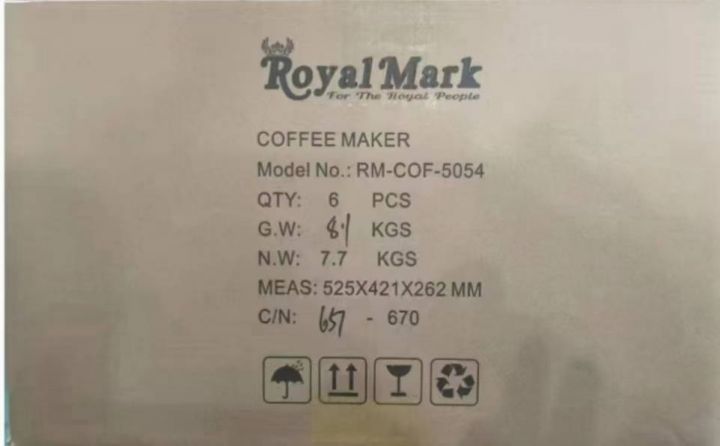 Royal Mark
For The Royal People
COFFEE MAKER
Model No.: RM-COF-5054
QTY: 6 PCS
G.W: 8.1 KGS
N.W: 7.7 KGS
MEAS: 525X421X262 MM
C/N: 657 - 670